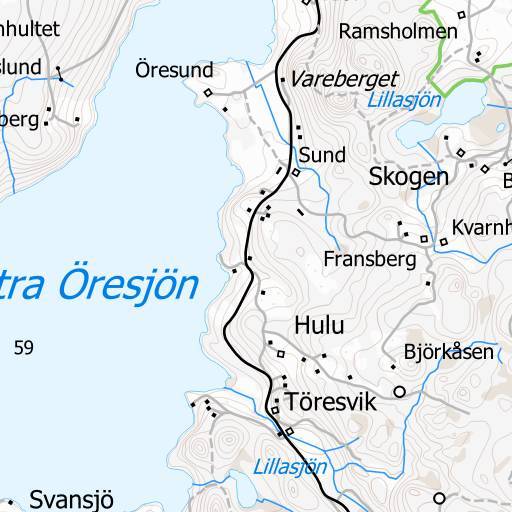 Ramsholmen
nhultet
slund
Öresund
Vareberget
Lillasjön
berg
Sund
Skogen
B
Kvarnh
Fransberg
tra Öresjön
Hulu
59
Björkåsen
Töresvik
Lillasjön
Svansjö